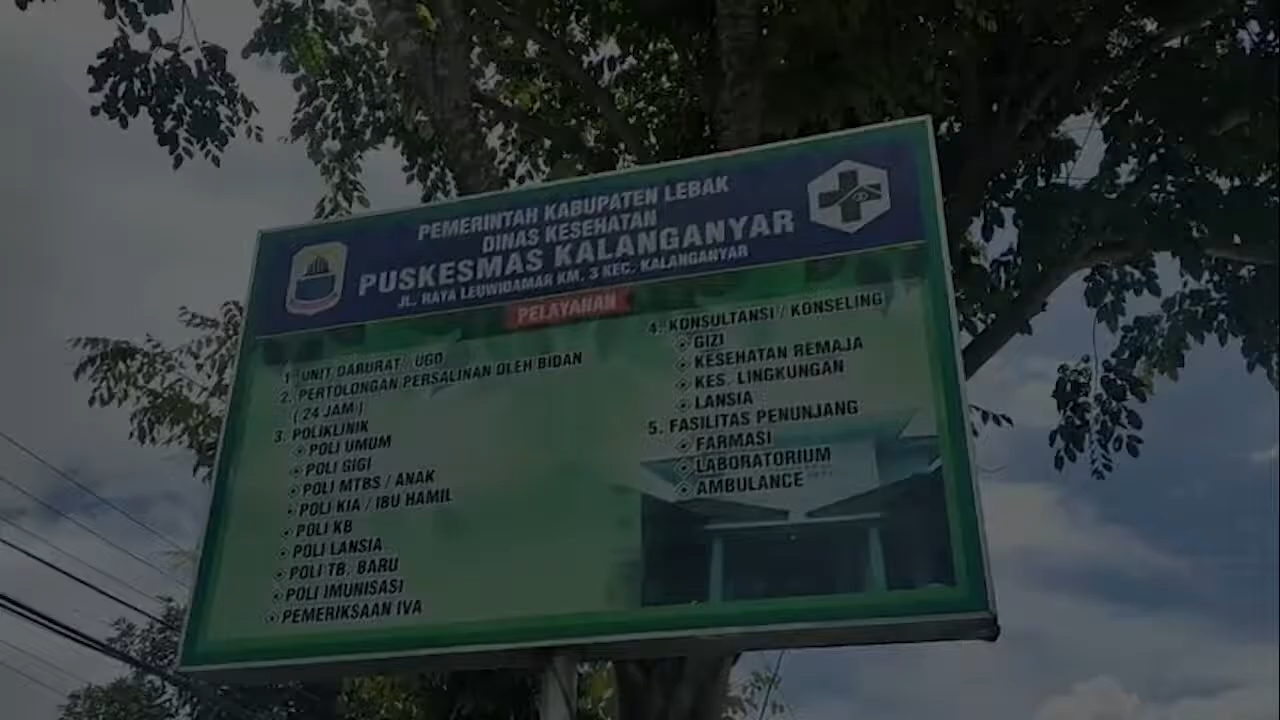 PEMERINTAH KABUPATEN LEBAK
DINAS KESEHATAN
PUSKESMAS KALANGANYAR
JL. RAYA LEUWIDAMAR KM. 3 KEC. KALANGANYAR
PELAYANAN
1. UNIT DARURAT / UGD
2. PERTOLONGAN PERSALINAN OLEH BIDAN
( 24 JAM )
3. POLIKLINIK
POLI UMUM
POLI GIGI
POLI MTBS / ANAK
POLI KIA / IBU HAMIL
POLI KB
POLI LANSIA
POLI TB. BARU
POLI IMUNISASI
PEMERIKSAAN IVA
4. KONSULTANSI / KONSELING
GIZI
KESEHATAN REMAJA
KES. LINGKUNGAN
LANSIA
5. FASILITAS PENUNJANG
FARMASI
LABORATORIUM
AMBULANCE